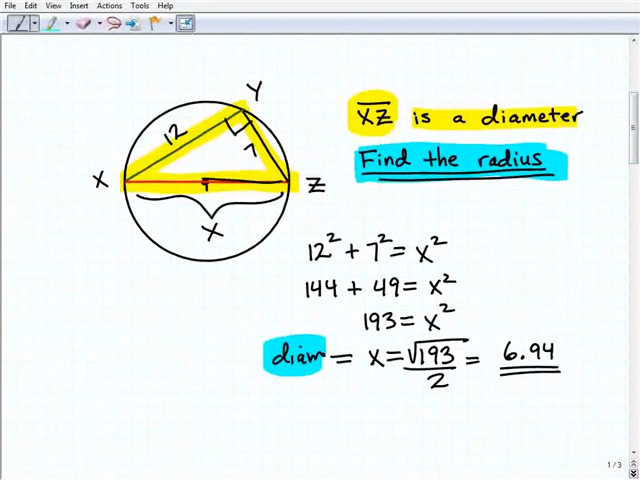 File Edit View Insert Actions Tools Help
Y
XZ is a diameter
12
7
Find the radius
X
Z
X
12² + 7² = x²
144 + 49 = x²
193 = x²
diam = x = √193/2 = 6.94
1 / 3